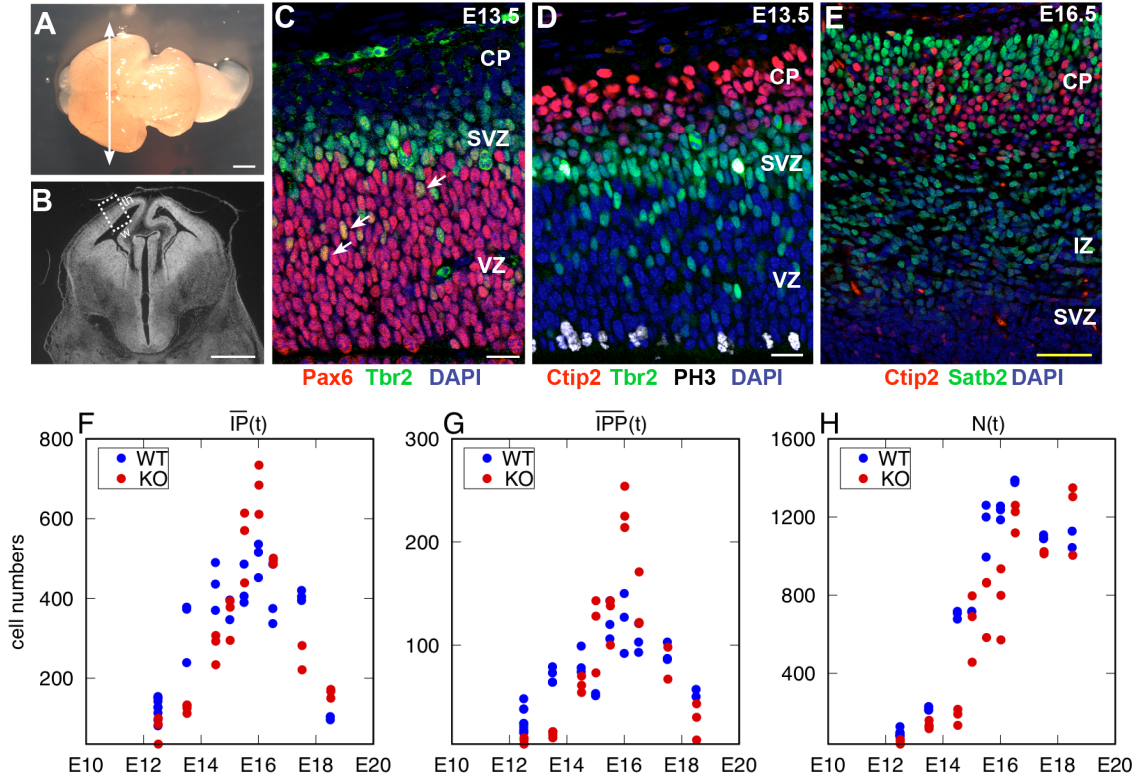 A
B
lh
w
C E13.5
CP
SVZ
VZ
Pax6 Tbr2 DAPI
D E13.5
CP
SVZ
VZ
Ctip2 Tbr2 PH3 DAPI
E E16.5
CP
IZ
SVZ
Ctip2 Satb2 DAPI
F IP(t)
WT
KO
cell numbers
800
600
400
200
E10 E12 E14 E16 E18 E20
G IPP(t)
WT
KO
300
200
100
E10 E12 E14 E16 E18 E20
H N(t)
WT
KO
1600
1200
800
400
E10 E12 E14 E16 E18 E20